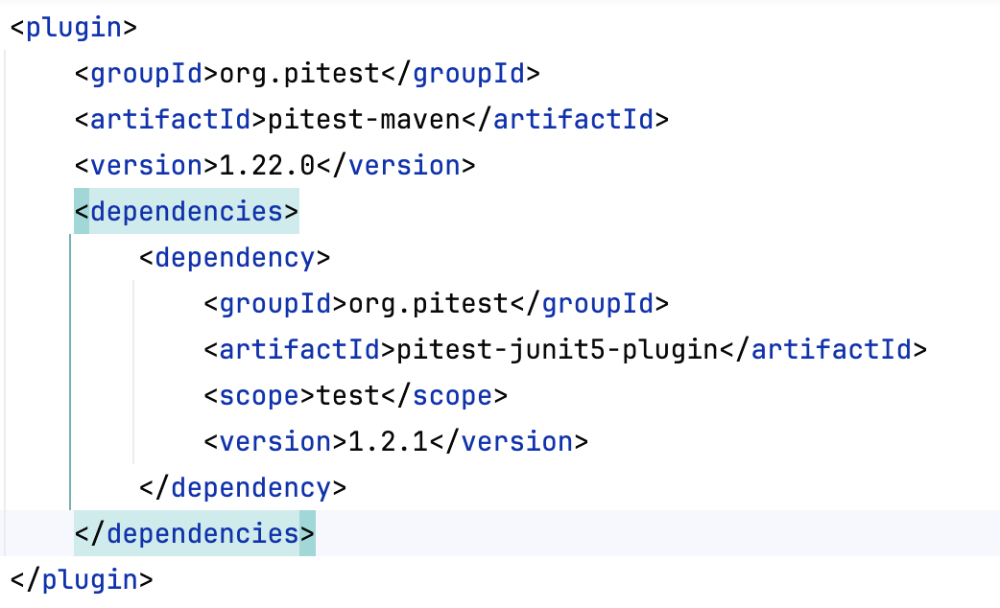 <plugin>
    <groupId>org.pitest</groupId>
    <artifactId>pitest-maven</artifactId>
    <version>1.22.0</version>
    <dependencies>
        <dependency>
            <groupId>org.pitest</groupId>
            <artifactId>pitest-junit5-plugin</artifactId>
            <scope>test</scope>
            <version>1.2.1</version>
        </dependency>
    </dependencies>
</plugin>